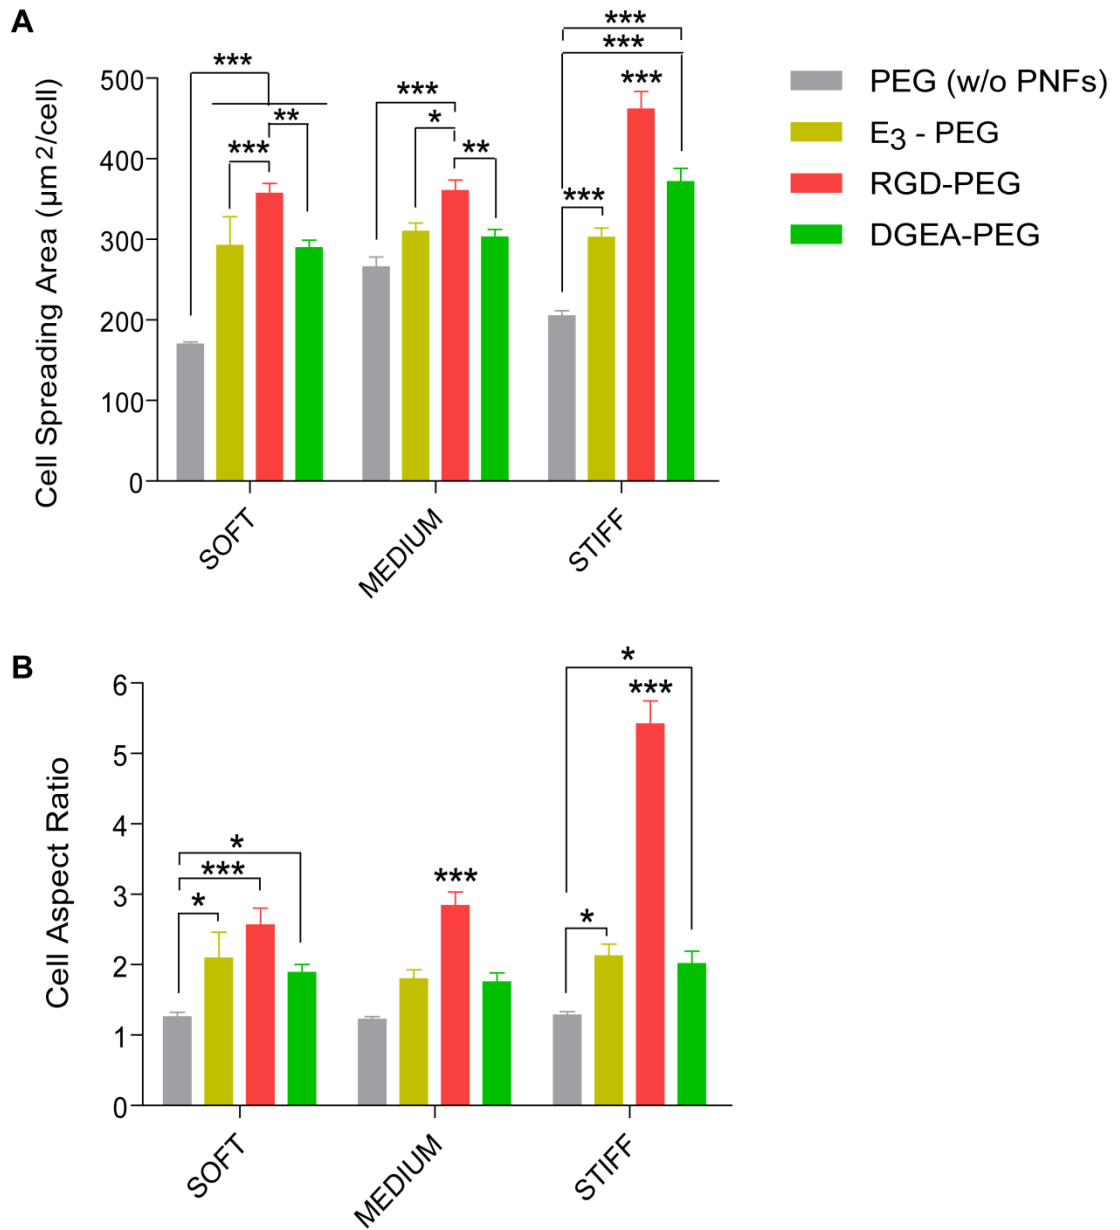 A
***
***
***
***
***
**
*
***
**
***
500
400
300
200
100
0
Cell Spreading Area (µm2/cell)
SOFT
MEDIUM
STIFF
PEG (w/o PNFs)
E3 - PEG
RGD-PEG
DGEA-PEG
B
*
***
*
***
*
***
*
6
5
4
3
2
1
0
Cell Aspect Ratio
SOFT
MEDIUM
STIFF